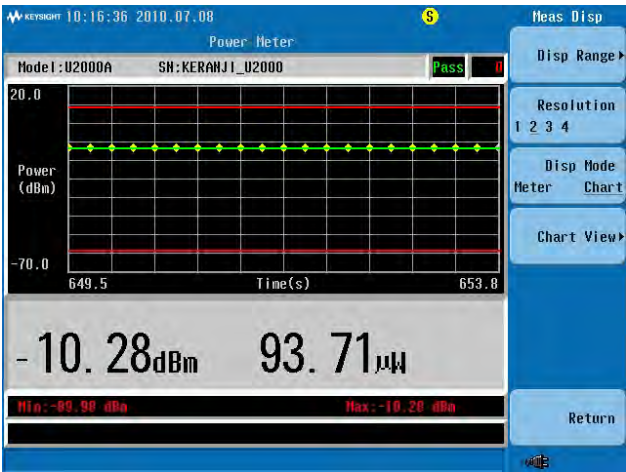 KEYSIGHT 10:16:36 2010.07.08 S Meas Disp
Power Meter
Model:U2000A SN:KERANJI_U2000 Pass 0
Disp Range
20.0
Resolution
1 2 3 4
Power
(dBm)
Disp Mode
Meter Chart
Chart View
-70.0
649.5 Time(s) 653.8
-10.28dBm 93.71µW
Min:-89.90 dBm Max:-10.20 dBm
Return